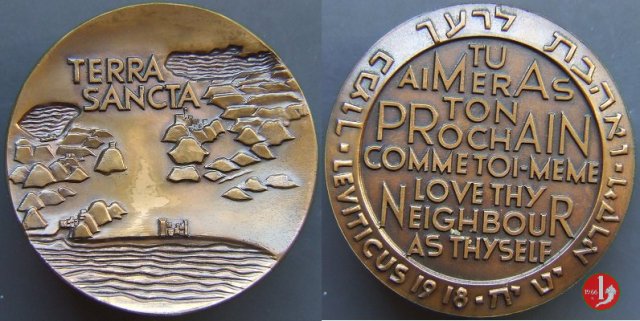 TERRA
SANCTA
ואהבת לרעך כמוך
TU
AIMERAS
TON
PROCHAIN
COMME TOI-MEME
LOVE THY
NEIGHBOUR
AS THYSELF
ויקרא יט יח
LEVITICUS 19 18
1966